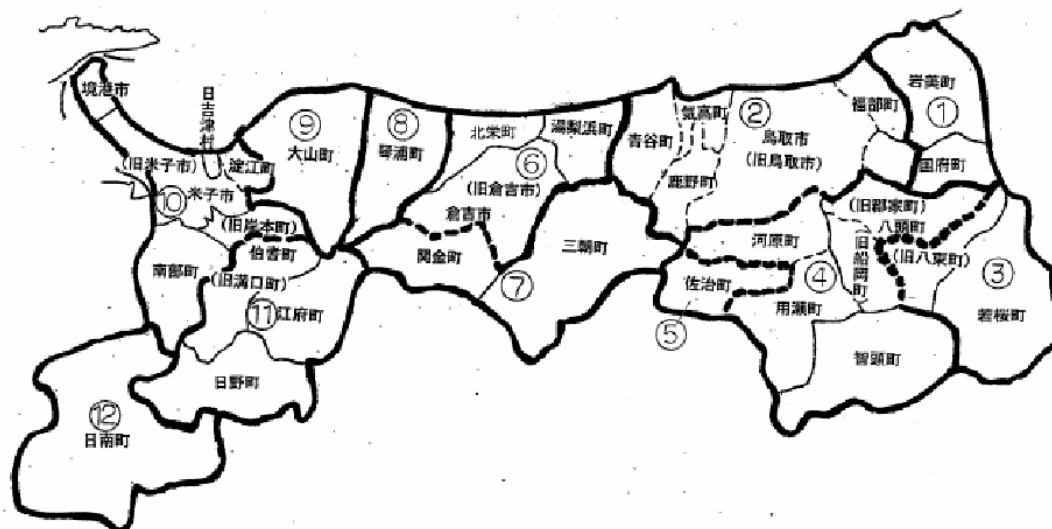 境港市
日吉津村
(旧米子市)
淀江町
⑩
米子市
(旧岸本町)
伯耆町
南部町
(旧溝口町)
⑪
江府町
日野町
⑫
日南町
⑨
大山町
⑧
琴浦町
北栄町
湯梨浜町
⑥
(旧倉吉市)
倉吉市
関金町
三朝町
⑦
青谷町
気高町
鹿野町
②
鳥取市
(旧鳥取市)
福部町
岩美町
①
国府町
(旧郡家町)
八頭町
旧船岡町
(旧八東町)
河原町
④
佐治町
用瀬町
⑤
③
若桜町
智頭町